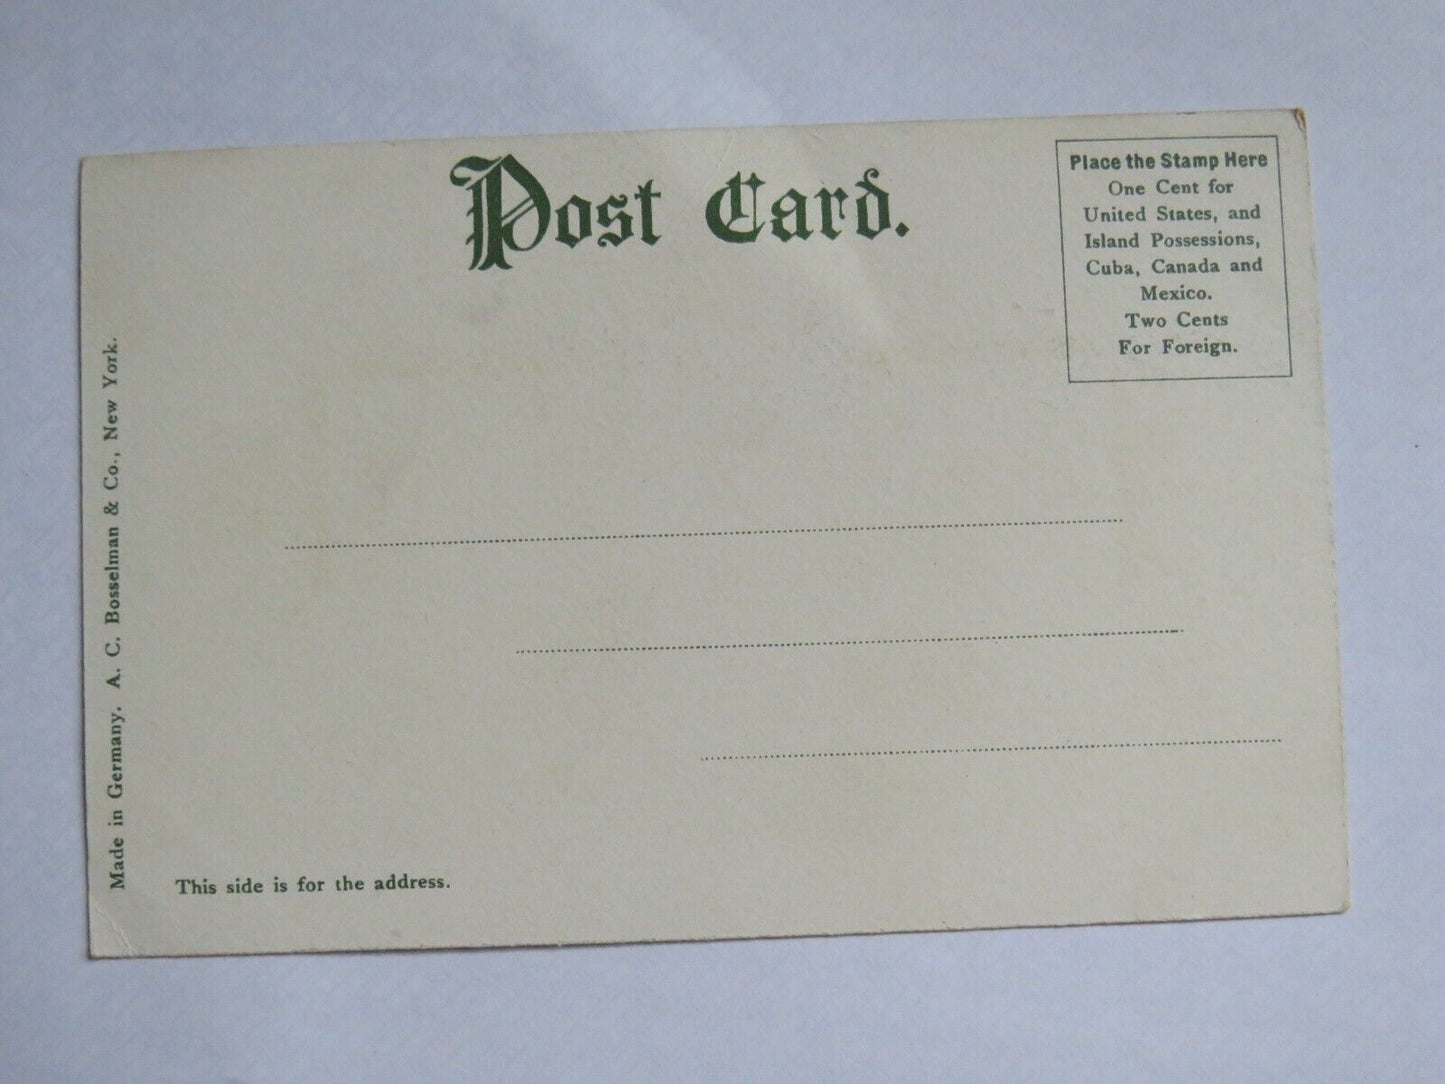 Post Card.
Place the Stamp Here
One Cent for
United States, and
Island Possessions,
Cuba, Canada and
Mexico.
Two Cents
For Foreign.
Made in Germany. A. C. Bosselman & Co., New York.
This side is for the address.